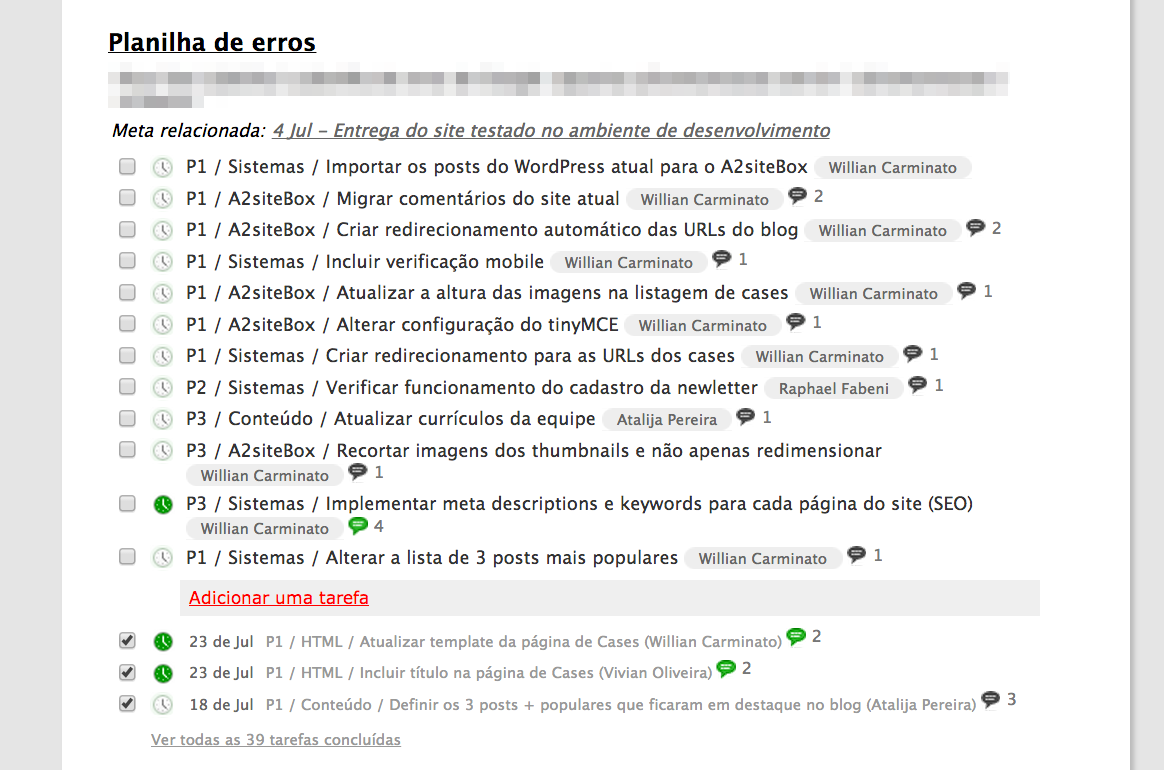 Planilha de erros
Meta relacionada: 4 Jul – Entrega do site testado no ambiente de desenvolvimento
P1 / Sistemas / Importar os posts do WordPress atual para o A2siteBox Willian Carminato
P1 / A2siteBox / Migrar comentários do site atual Willian Carminato 2
P1 / A2siteBox / Criar redirecionamento automático das URLs do blog Willian Carminato 2
P1 / Sistemas / Incluir verificação mobile Willian Carminato 1
P1 / A2siteBox / Atualizar a altura das imagens na listagem de cases Willian Carminato 1
P1 / A2siteBox / Alterar configuração do tinyMCE Willian Carminato 1
P1 / Sistemas / Criar redirecionamento para as URLs dos cases Willian Carminato 1
P2 / Sistemas / Verificar funcionamento do cadastro da newletter Raphael Fabeni 1
P3 / Conteúdo / Atualizar currículos da equipe Atalija Pereira 1
P3 / A2siteBox / Recortar imagens dos thumbnails e não apenas redimensionar
Willian Carminato 1
P3 / Sistemas / Implementar meta descriptions e keywords para cada página do site (SEO)
Willian Carminato 4
P1 / Sistemas / Alterar a lista de 3 posts mais populares Willian Carminato 1
Adicionar uma tarefa
23 de Jul P1 / HTML / Atualizar template da página de Cases (Willian Carminato) 2
23 de Jul P1 / HTML / Incluir título na página de Cases (Vivian Oliveira) 2
18 de Jul P1 / Conteúdo / Definir os 3 posts + populares que ficaram em destaque no blog (Atalija Pereira) 3
Ver todas as 39 tarefas concluídas